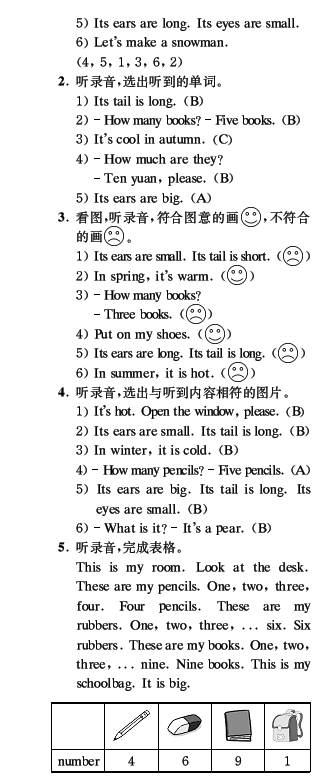 5) Its ears are long. Its eyes are small.
6) Let's make a snowman.
(4, 5, 1, 3, 6, 2)
2. 听录音,选出听到的单词。
1) Its tail is long. (B)
2) - How many books? - Five books. (B)
3) It's cool in autumn. (C)
4) - How much are they?
- Ten yuan, please. (B)
5) Its ears are big. (A)
3. 看图,听录音,符合图意的画☺,不符合
的画☹。
1) Its ears are small. Its tail is short. (☹)
2) In spring, it's warm. (☺)
3) - How many books?
- Three books. (☹)
4) Put on my shoes. (☺)
5) Its ears are long. Its tail is long. (☹)
6) In summer, it is hot. (☹)
4. 听录音,选出与听到内容相符的图片。
1) It's hot. Open the window, please. (B)
2) Its ears are small. Its tail is long. (B)
3) In winter, it is cold. (B)
4) - How many pencils? - Five pencils. (A)
5) Its ears are big. Its tail is long. Its
eyes are small. (B)
6) - What is it? - It's a pear. (B)
5. 听录音,完成表格。
This is my room. Look at the desk.
These are my pencils. One, two, three,
four. Four pencils. These are my
rubbers. One, two, three, ... six. Six
rubbers. These are my books. One, two,
three, ... nine. Nine books. This is my
schoolbag. It is big.
number 4 6 9 1